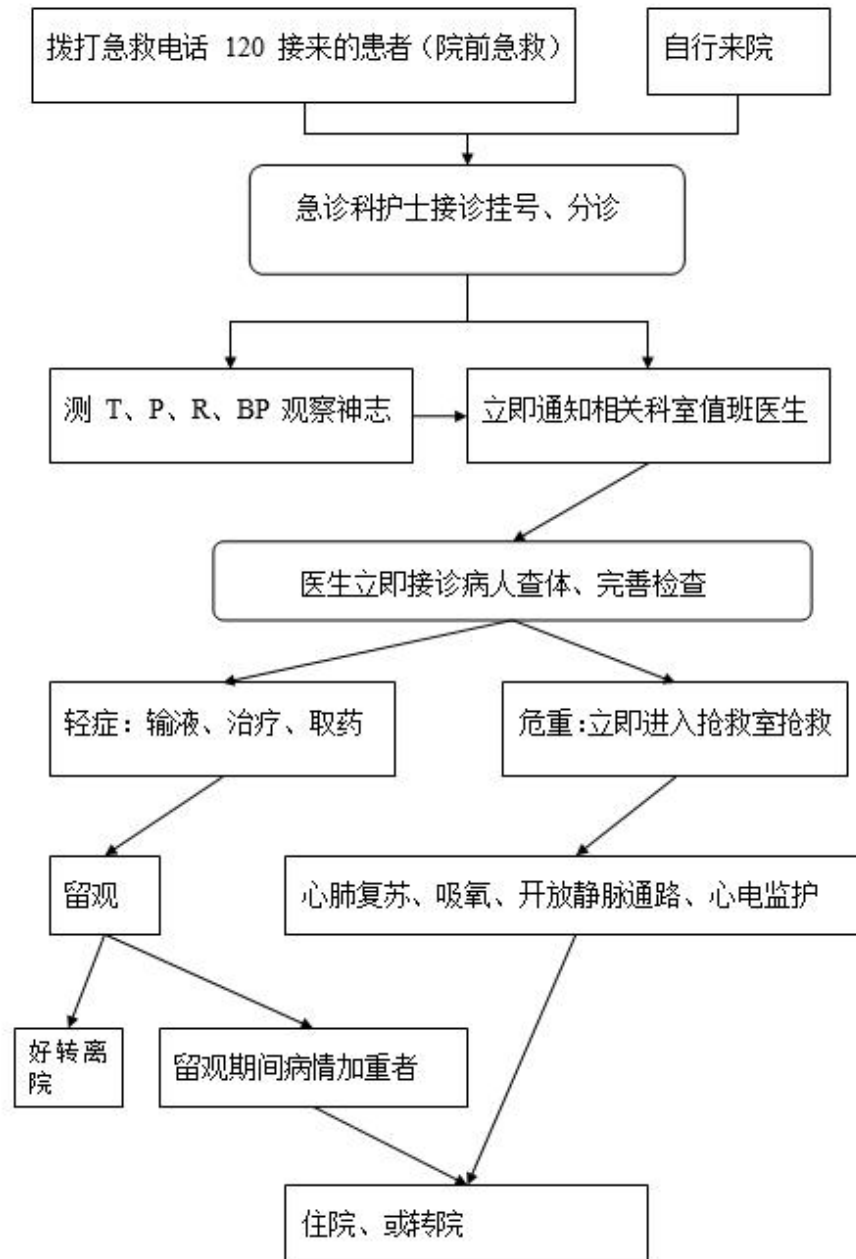 拨打急救电话 120 接来的患者（院前急救）
自行来院
急诊科护士接诊挂号、分诊
测 T、P、R、BP 观察神志
立即通知相关科室值班医生
医生立即接诊病人查体、完善检查
轻症：输液、治疗、取药
危重：立即进入抢救室抢救
留观
心肺复苏、吸氧、开放静脉通路、心电监护
好转离
院
留观期间病情加重者
住院、或转院